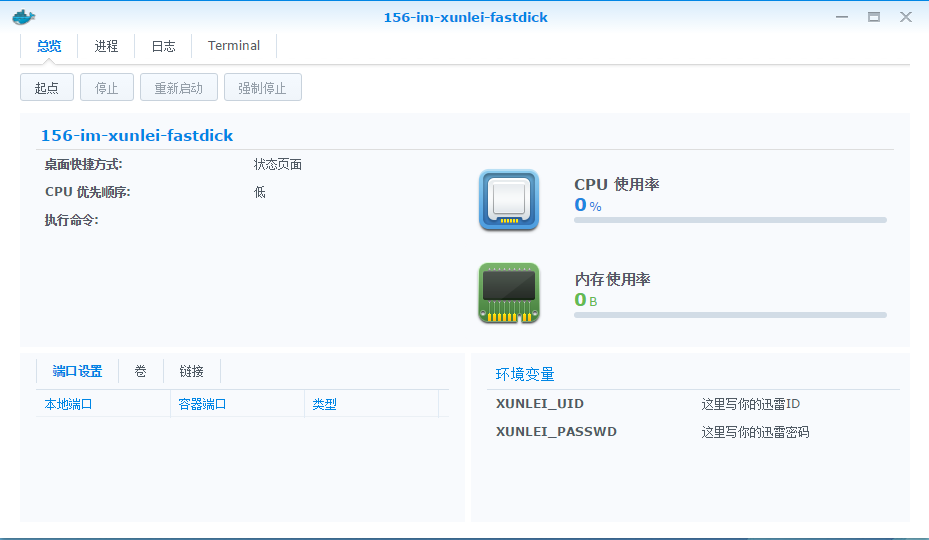 156-im-xunlei-fastdick
总览 进程 日志 Terminal
起点 停止 重新启动 强制停止
156-im-xunlei-fastdick
桌面快捷方式: 状态页面
CPU 优先顺序: 低
执行命令:
CPU 使用率
0 %
内存使用率
0 B
端口设置 卷 链接
本地端口 容器端口 类型
环境变量
XUNLEI_UID 这里写你的迅雷ID
XUNLEI_PASSWD 这里写你的迅雷密码